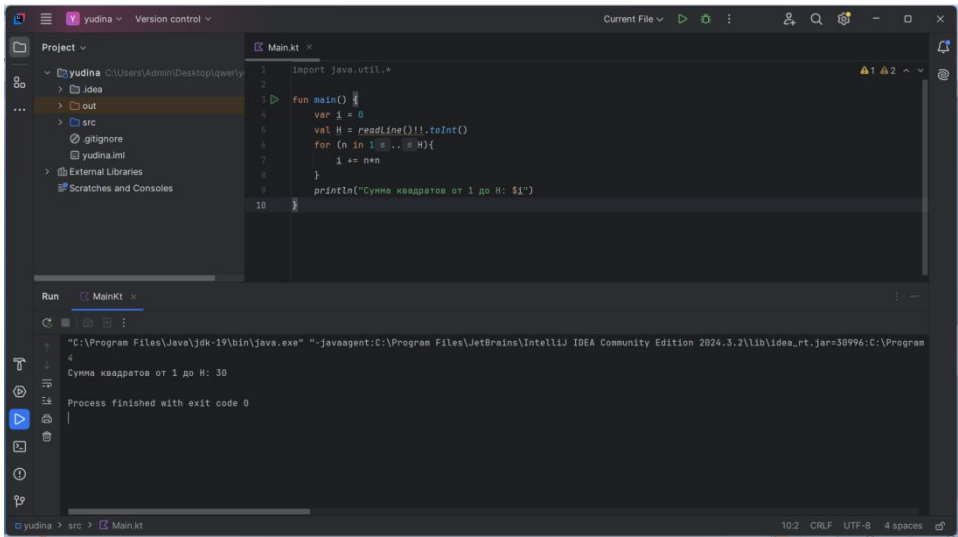 Y yudina Version control Current File
Project
Main.kt
yudina C:\Users\Admin\Desktop\qwer\y
.idea
out
src
.gitignore
yudina.iml
External Libraries
Scratches and Consoles
1 import java.util.*
2
3 fun main() {
4 var i = 0
5 val H = readLine()!!.toInt()
6 for (n in 1 ≤ .. ≤ H){
7 i += n*n
8 }
9 println("Сумма квадратов от 1 до Н: $i")
10 }
1 2
Run MainKt
"C:\Program Files\Java\jdk-19\bin\java.exe" "-javaagent:C:\Program Files\JetBrains\IntelliJ IDEA Community Edition 2024.3.2\lib\idea_rt.jar=30996:C:\Program
4
Сумма квадратов от 1 до Н: 30
Process finished with exit code 0
yudina > src > Main.kt 10:2 CRLF UTF-8 4 spaces